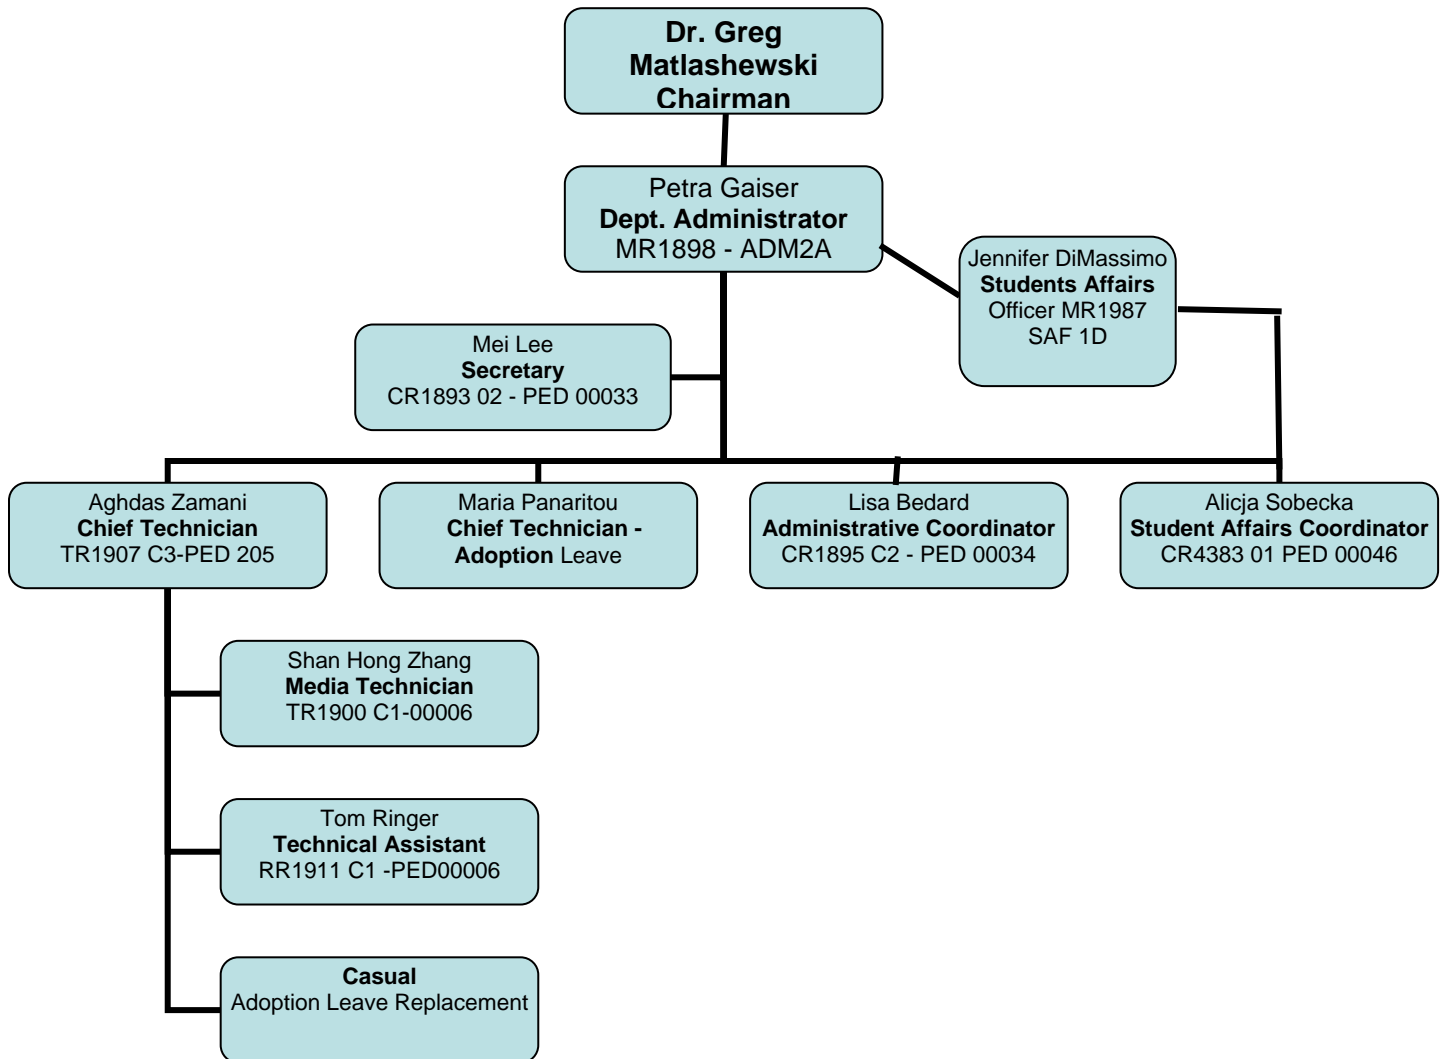 Dr. Greg
Matlashewski
Chairman
Petra Gaiser
Dept. Administrator
MR1898 - ADM2A
Jennifer DiMassimo
Students Affairs
Officer MR1987
SAF 1D
Mei Lee
Secretary
CR1893 02 - PED 00033
Aghdas Zamani
Chief Technician
TR1907 C3-PED 205
Maria Panaritou
Chief Technician -
Adoption Leave
Lisa Bedard
Administrative Coordinator
CR1895 C2 - PED 00034
Alicja Sobecka
Student Affairs Coordinator
CR4383 01 PED 00046
Shan Hong Zhang
Media Technician
TR1900 C1-00006
Tom Ringer
Technical Assistant
RR1911 C1 -PED00006
Casual
Adoption Leave Replacement